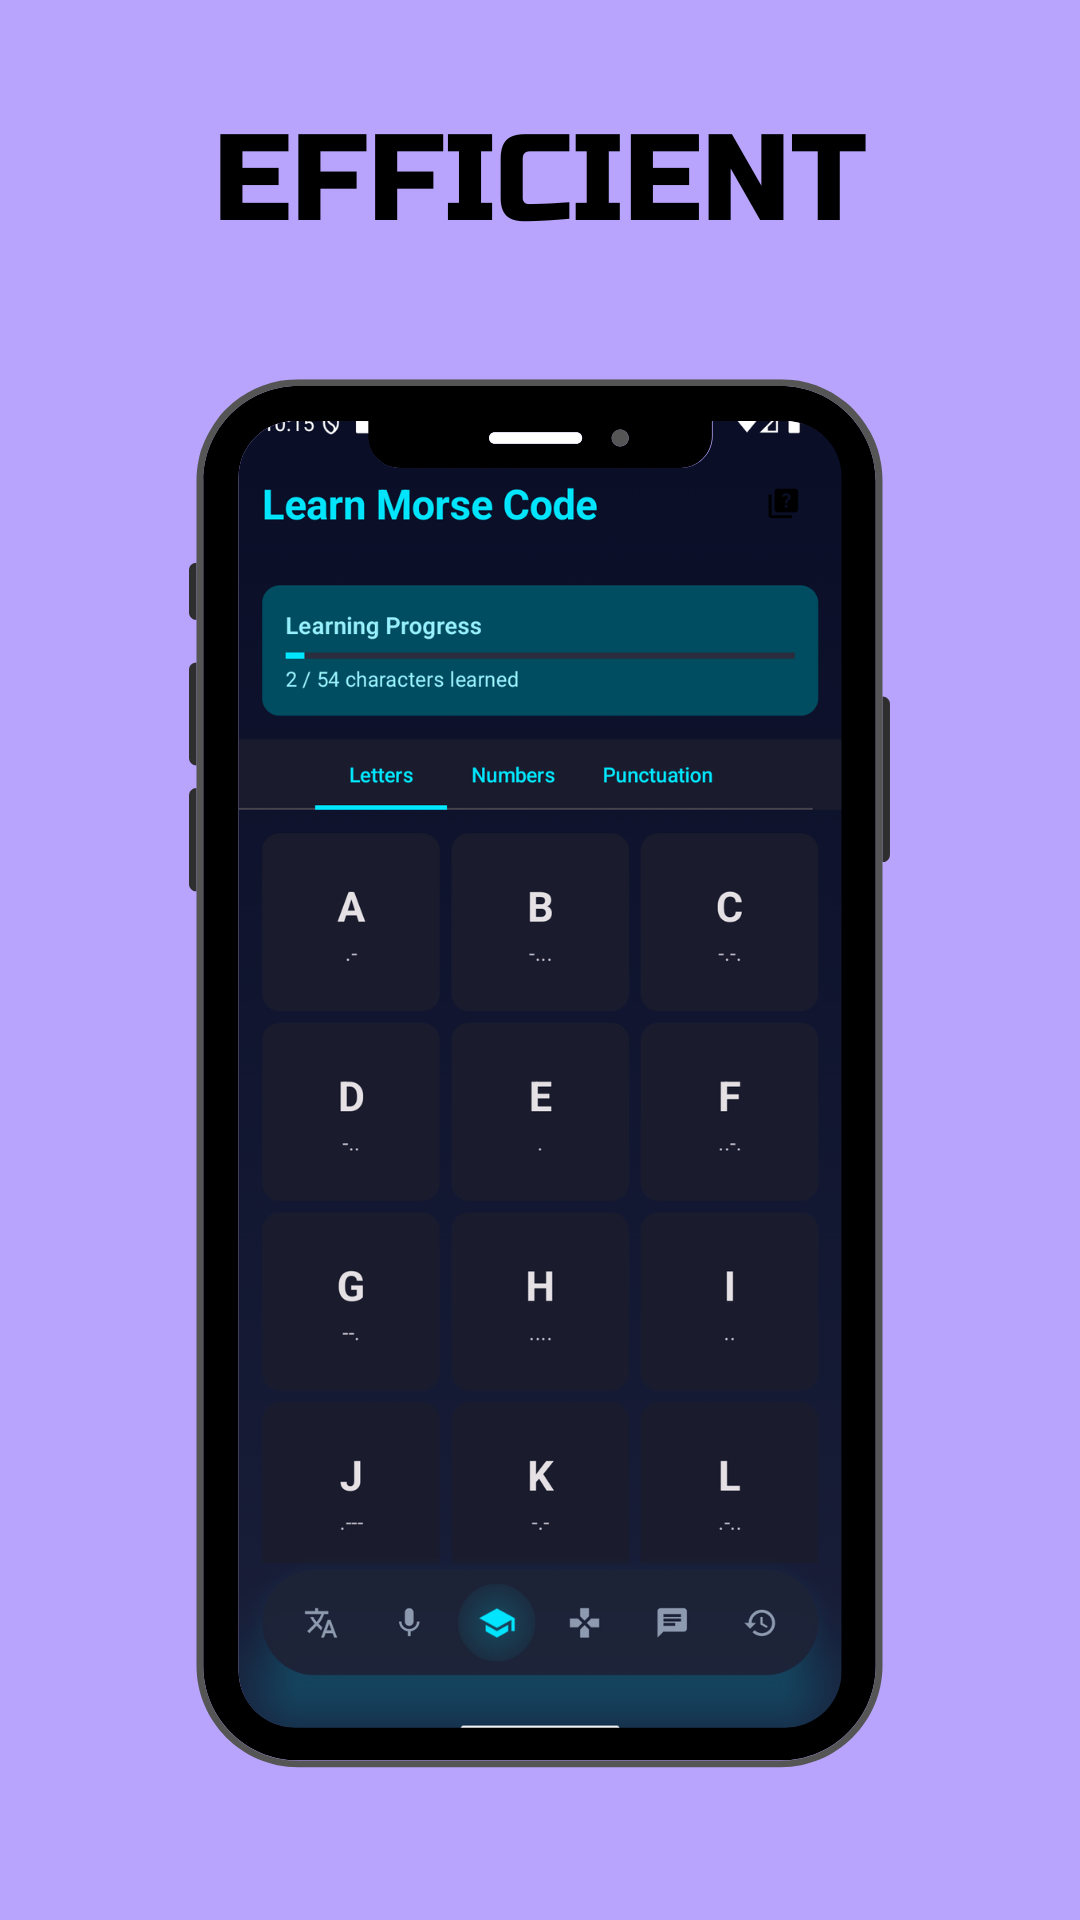 EFFICIENT
10:15
Learn Morse Code
?
Learning Progress
2 / 54 characters learned
Letters Numbers Punctuation
A B C
.- -... -.-.
D E F
-.. . ..-.
G H I
--. .... ..
J K L
.--- -.- .-..